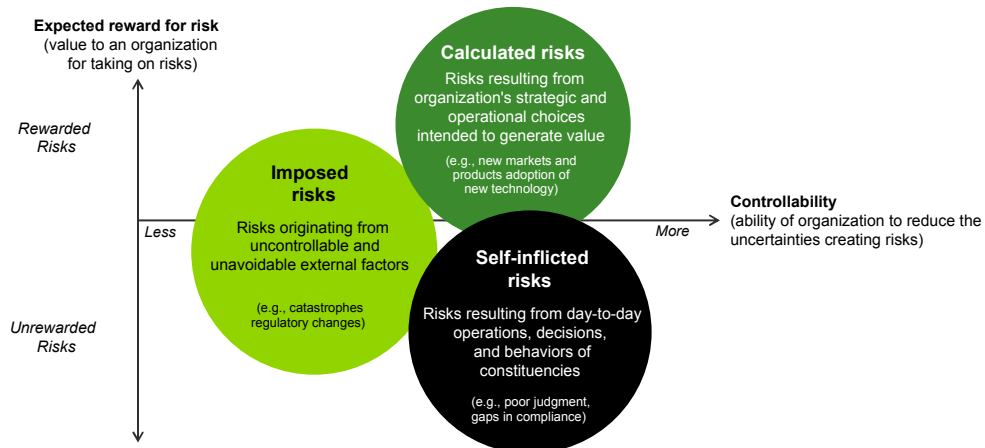 Expected reward for risk
(value to an organization
for taking on risks)
Rewarded
Risks
Unrewarded
Risks
Less
More
Controllability
(ability of organization to reduce the
uncertainties creating risks)
Calculated risks
Risks resulting from
organization's strategic and
operational choices
intended to generate value
(e.g., new markets and
products adoption of
new technology)
Imposed
risks
Risks originating from
uncontrollable and
unavoidable external factors
(e.g., catastrophes
regulatory changes)
Self-inflicted
risks
Risks resulting from day-to-day
operations, decisions,
and behaviors of
constituencies
(e.g., poor judgment,
gaps in compliance)